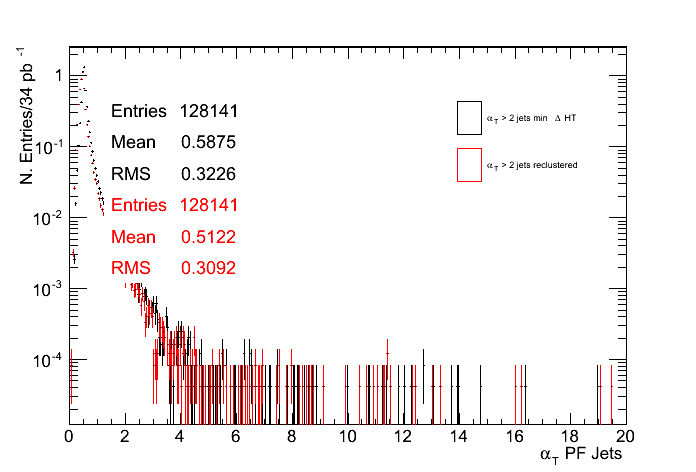 N. Entries/34 pb⁻¹
1
10⁻¹
10⁻²
10⁻³
10⁻⁴
Entries 128141
Mean 0.5875
RMS 0.3226
Entries 128141
Mean 0.5122
RMS 0.3092
α_T > 2 jets min Δ HT
α_T > 2 jets reclustered
0 2 4 6 8 10 12 14 16 18 20
α_T PF Jets